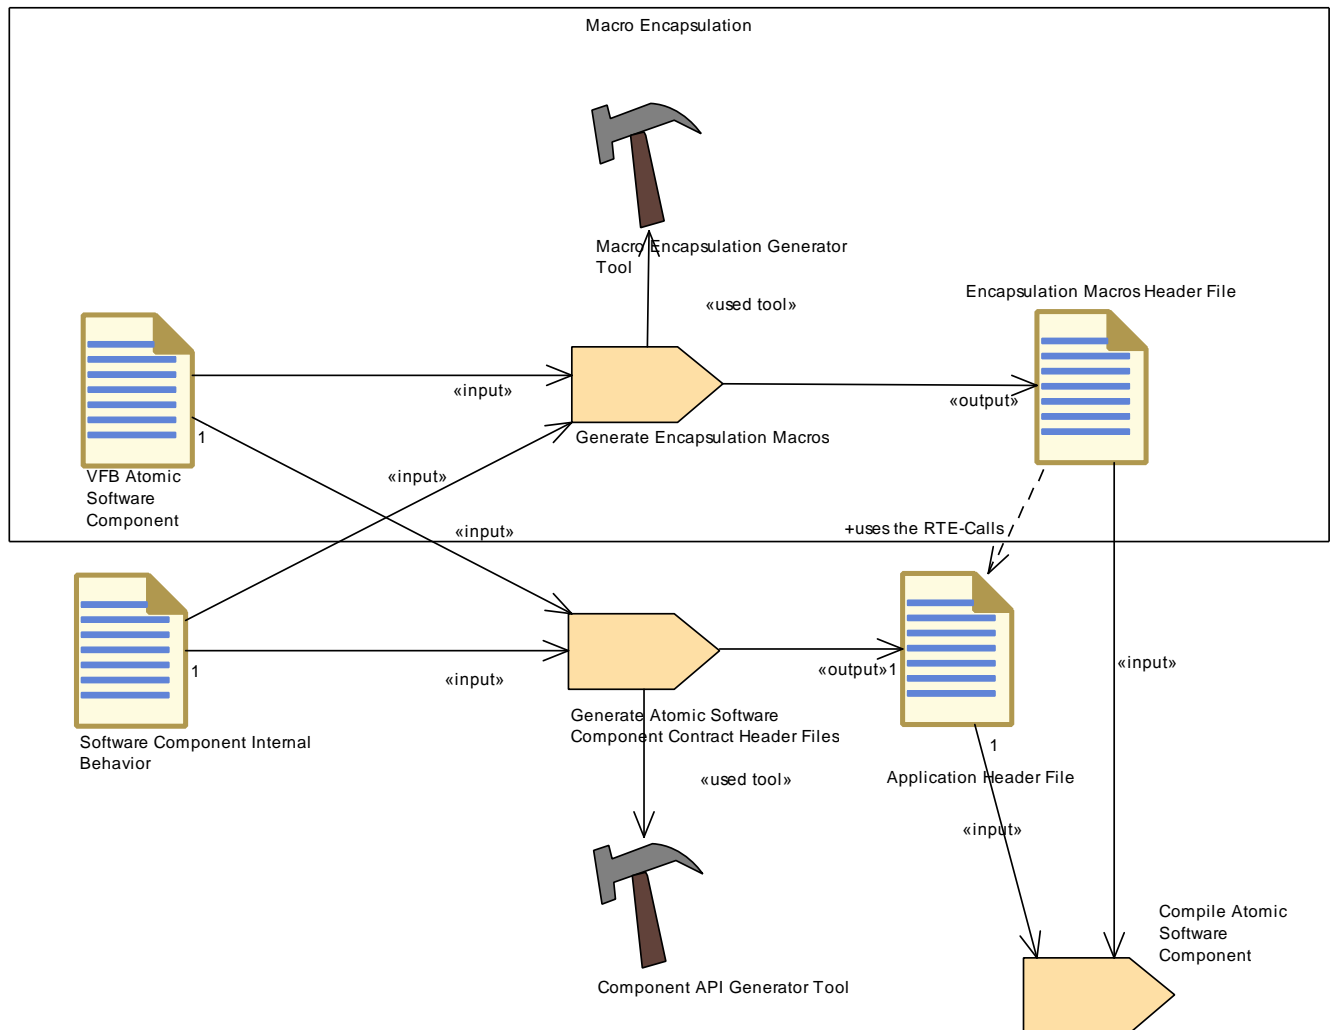 Macro Encapsulation
Macro Encapsulation Generator
Tool
«used tool»
Encapsulation Macros Header File
«input»
«output»
Generate Encapsulation Macros
1
VFB Atomic
Software
Component
«input»
«input»
+uses the RTE-Calls
1
«input»
«output»
1
«input»
Generate Atomic Software
Component Contract Header Files
Software Component Internal
Behavior
1
«used tool»
Application Header File
«input»
Compile Atomic
Software
Component
Component API Generator Tool